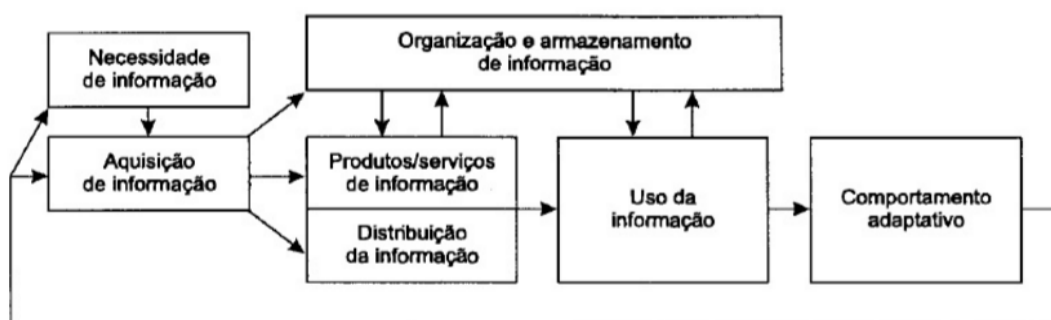 Necessidade
de informação
Organização e armazenamento
de informação
Aquisição
de informação
Produtos/serviços
de informação
Distribuição
da informação
Uso da
informação
Comportamento
adaptativo